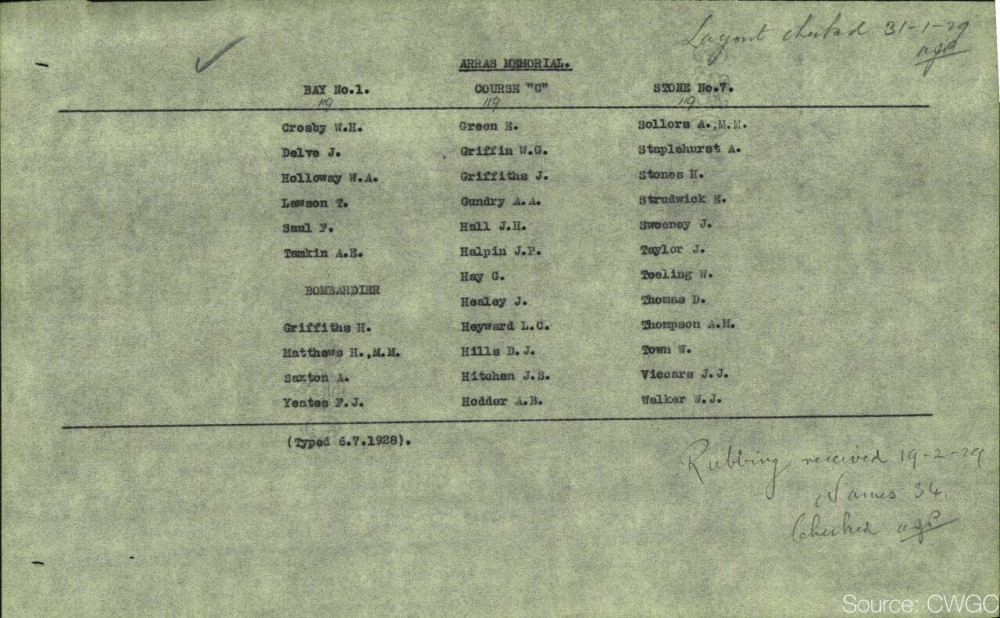 Layout checked 31-1-29
ARRAS MEMORIAL.
BAY No.1. COURSE "C" STONE No.7.
119 119 119
Crosby W.H. Green E. Sollors A.,M.M.
Delve J. Griffin W.G. Staplehurst A.
Holloway W.A. Griffiths J. Stones H.
Lawson T. Gundry A.A. Strudwick E.
Saul F. Hall J.H. Sweeney J.
Tamkin A.E. Halpin J.P. Taylor J.
Hay G. Teeling W.
BOMBARDIER
Healey J. Thomas D.
Griffiths H. Heyward L.C. Thompson A.M.
Matthews H.,M.M. Hills D.J. Town W.
Saxton A. Hitchen J.S. Viccars J.J.
Yeates F.J. Hodder A.B. Walker W.J.
(Typed 6.7.1928).
Rubbing received 19-2-29
Names 34.
Checked
Source: CWGC